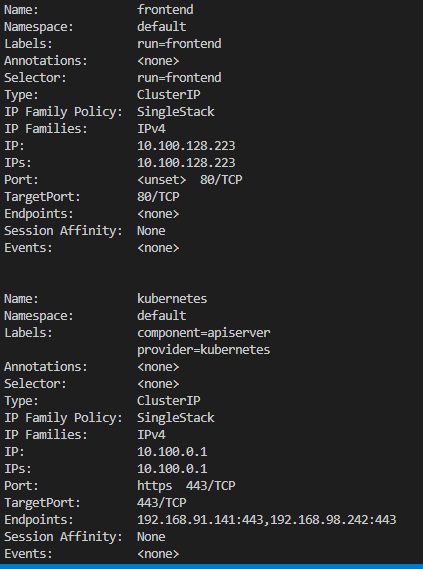 Name: frontend
Namespace: default
Labels: run=frontend
Annotations: <none>
Selector: run=frontend
Type: ClusterIP
IP Family Policy: SingleStack
IP Families: IPv4
IP: 10.100.128.223
IPs: 10.100.128.223
Port: <unset> 80/TCP
TargetPort: 80/TCP
Endpoints: <none>
Session Affinity: None
Events: <none>
Name: kubernetes
Namespace: default
Labels: component=apiserver
provider=kubernetes
Annotations: <none>
Selector: <none>
Type: ClusterIP
IP Family Policy: SingleStack
IP Families: IPv4
IP: 10.100.0.1
IPs: 10.100.0.1
Port: https 443/TCP
TargetPort: 443/TCP
Endpoints: 192.168.91.141:443,192.168.98.242:443
Session Affinity: None
Events: <none>